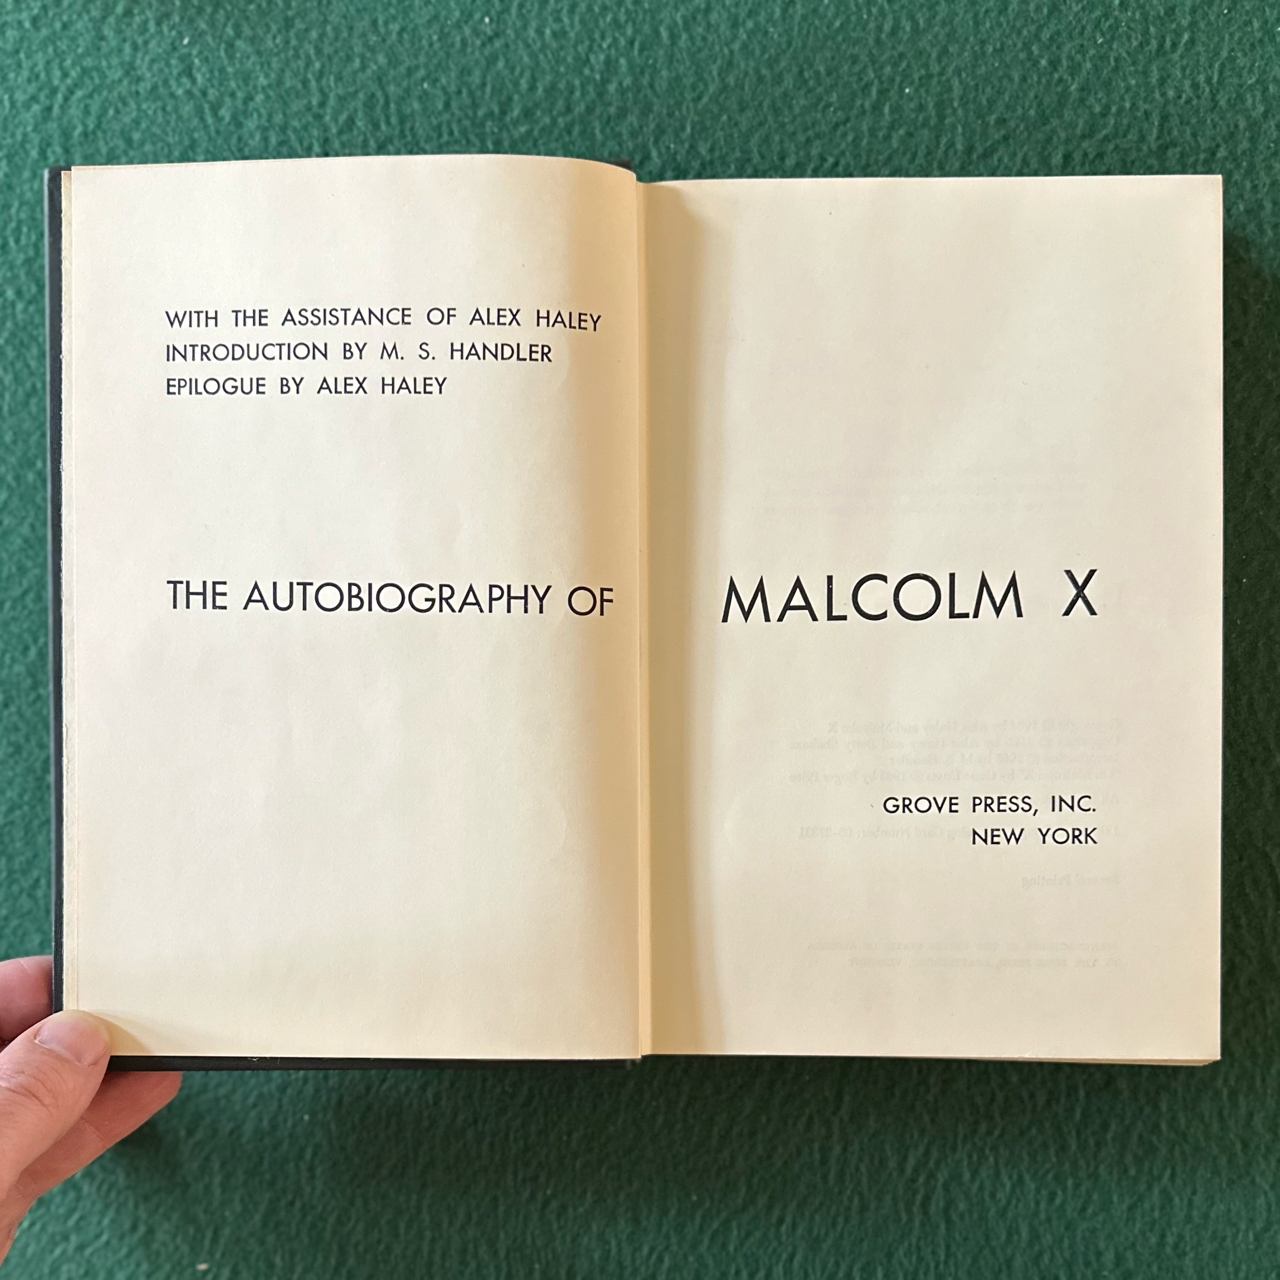 WITH THE ASSISTANCE OF ALEX HALEY
INTRODUCTION BY M. S. HANDLER
EPILOGUE BY ALEX HALEY
THE AUTOBIOGRAPHY OF MALCOLM X
GROVE PRESS, INC.
NEW YORK